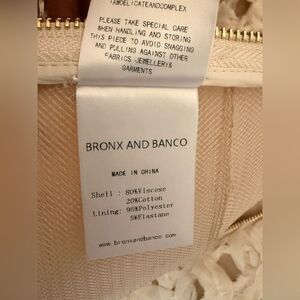 IAMDELICATEANDCOMPLEX
PLEASE TAKE SPECIAL CARE
WHEN HANDLING AND STORING
THIS PIECE TO AVOID SNAGGING
AND PULLING AGAINST OTHER
FABRICS JEWELLERY&
GARMENTS
BRONX AND BANCO
MADE IN CHINA
Shell : 80%Viscose
20%Cotton
Lining: 95%Polyester
5%Elastane
www.bronxandbanco.com